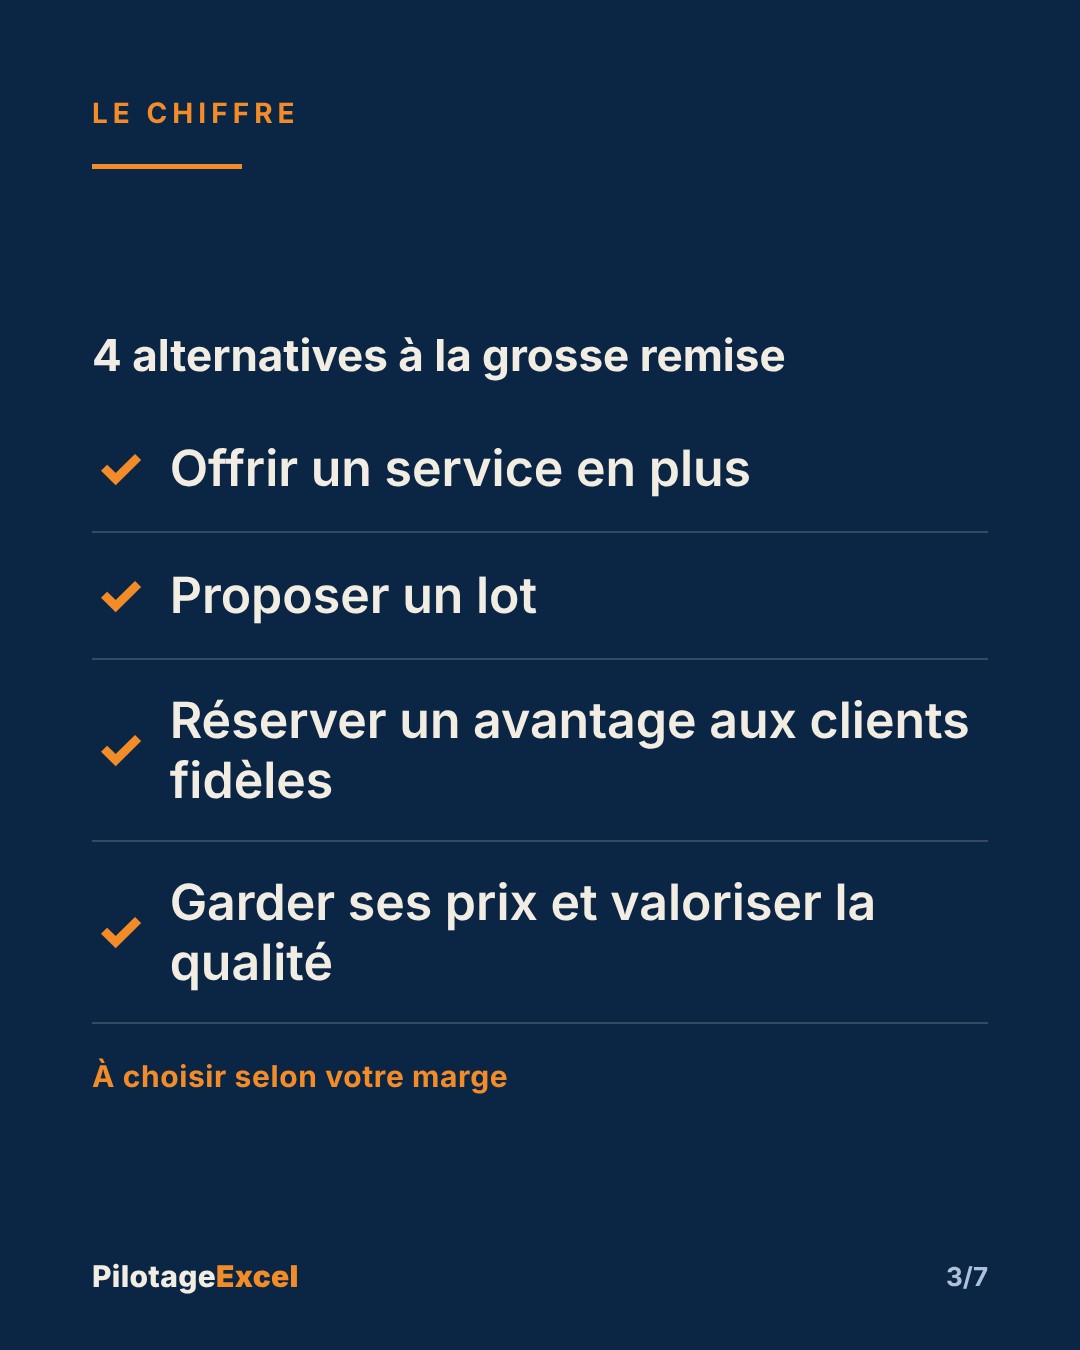 LE CHIFFRE
4 alternatives à la grosse remise
Offrir un service en plus
Proposer un lot
Réserver un avantage aux clients
fidèles
Garder ses prix et valoriser la
qualité
À choisir selon votre marge
PilotageExcel
3/7